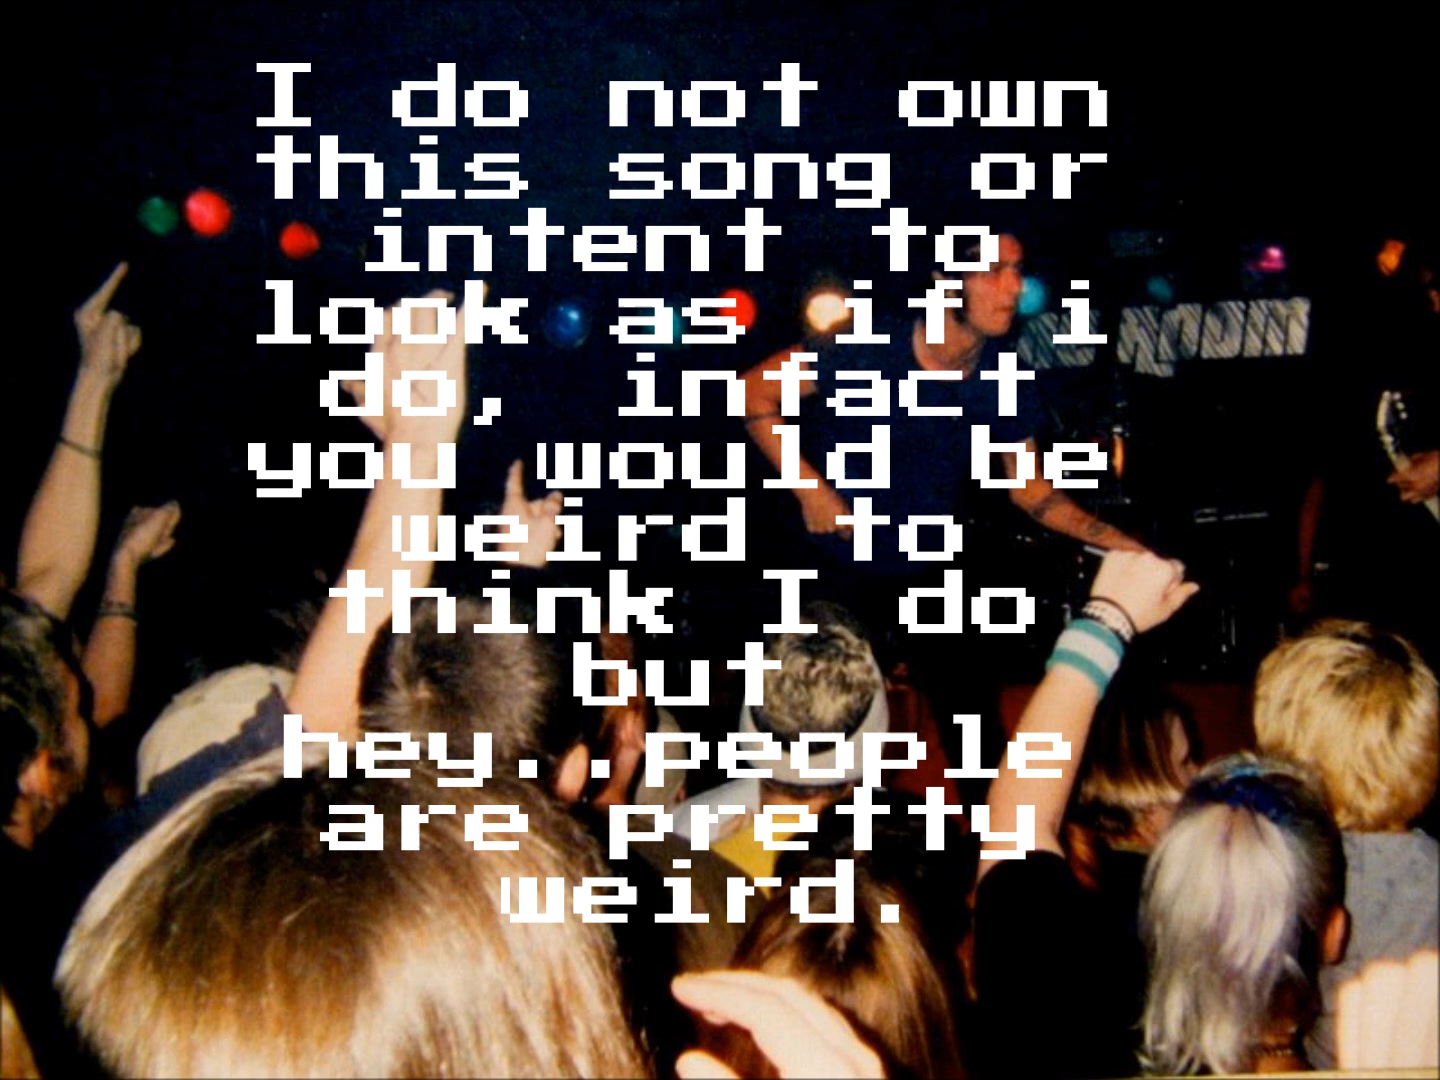 I do not own
this song or
intent to
look as if i
do, infact
you would be
weird to
think I do
but
hey..people
are pretty
weird.